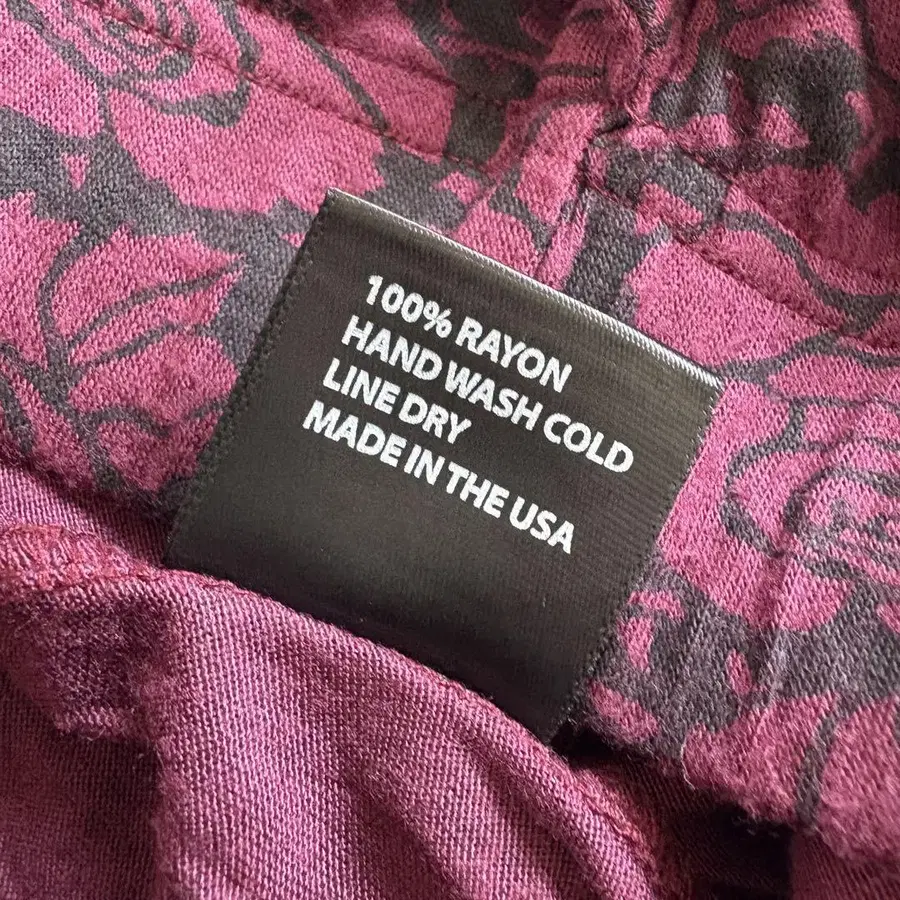 100% RAYON
HAND WASH COLD
LINE DRY
MADE IN THE USA